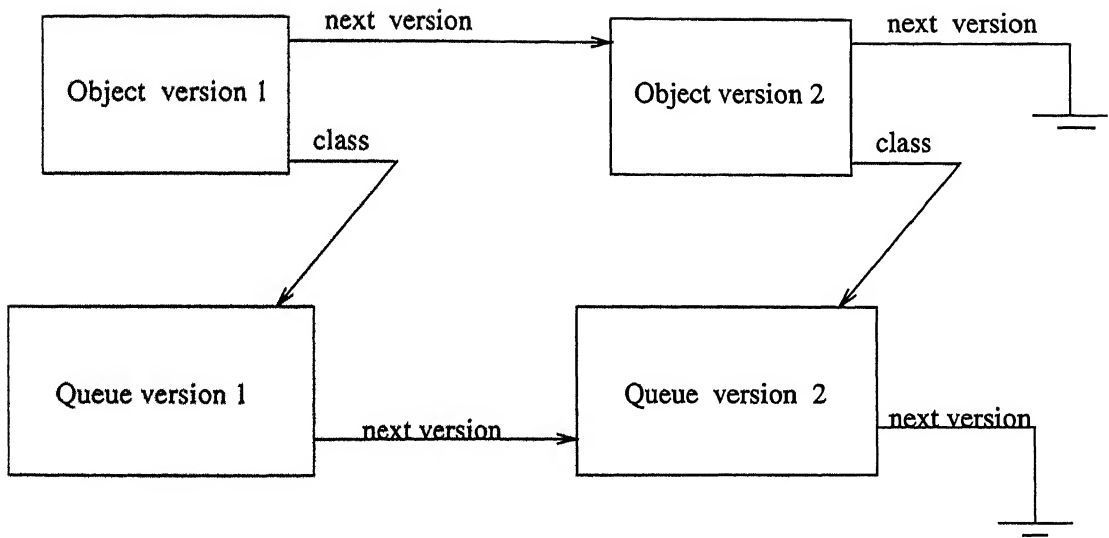 next version
next version
Object version 1
Object version 2
class
class
Queue version 1
Queue version 2
next version
next version